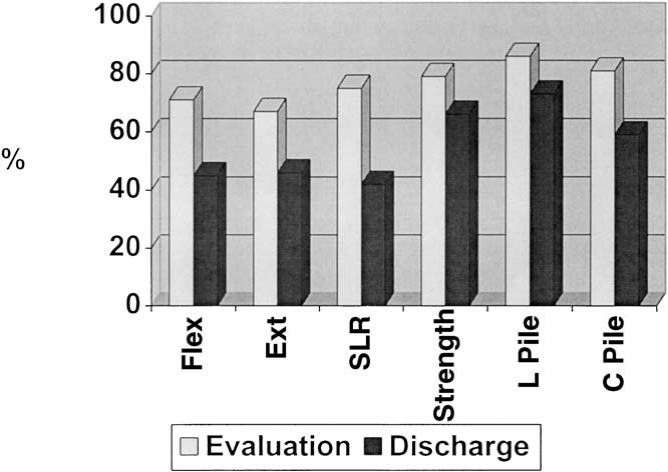 100
80
60
%
40
20
0
Flex
Ext
SLR
Strength
L Pile
C Pile
Evaluation Discharge